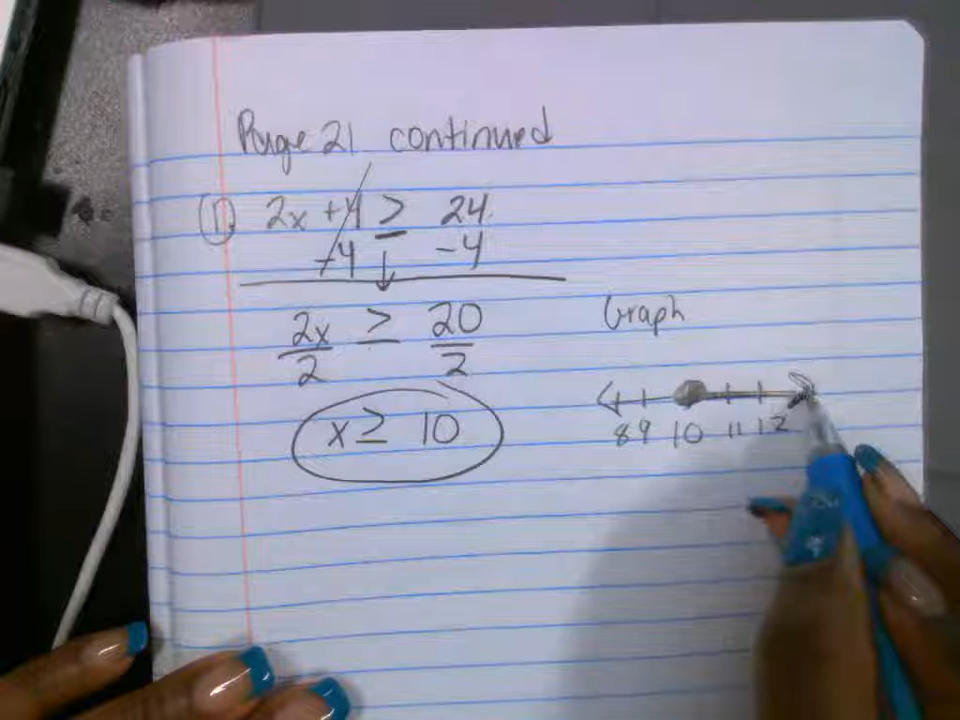 Page 21 continued
① 2x + 4 ≥ 24
-4 -4
2x/2 ≥ 20/2
Graph
x ≥ 10
8 9 10 11 12